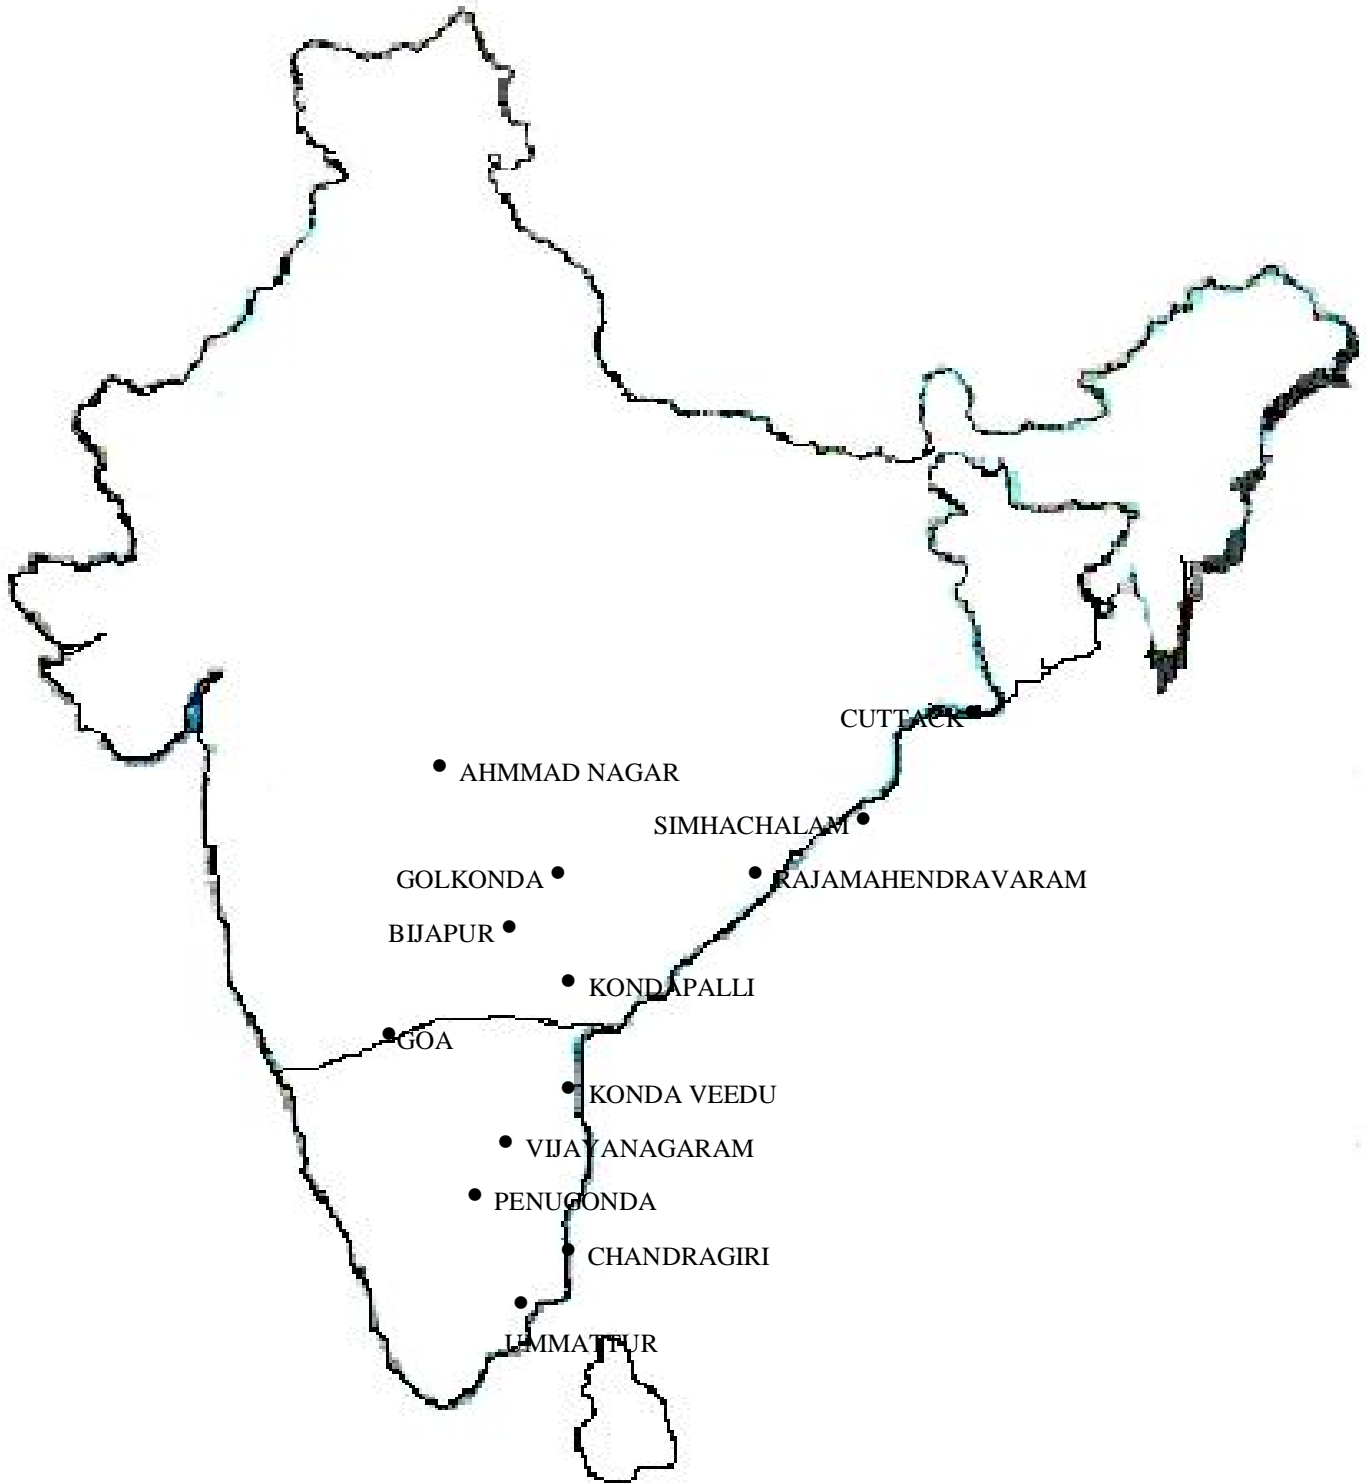 CUTTACK
AHMMAD NAGAR
SIMHACHALAM
GOLKONDA
RAJAMAHENDRAVARAM
BIJAPUR
KONDAPALLI
GOA
KONDA VEEDU
VIJAYANAGARAM
PENUGONDA
CHANDRAGIRI
UMMATTUR